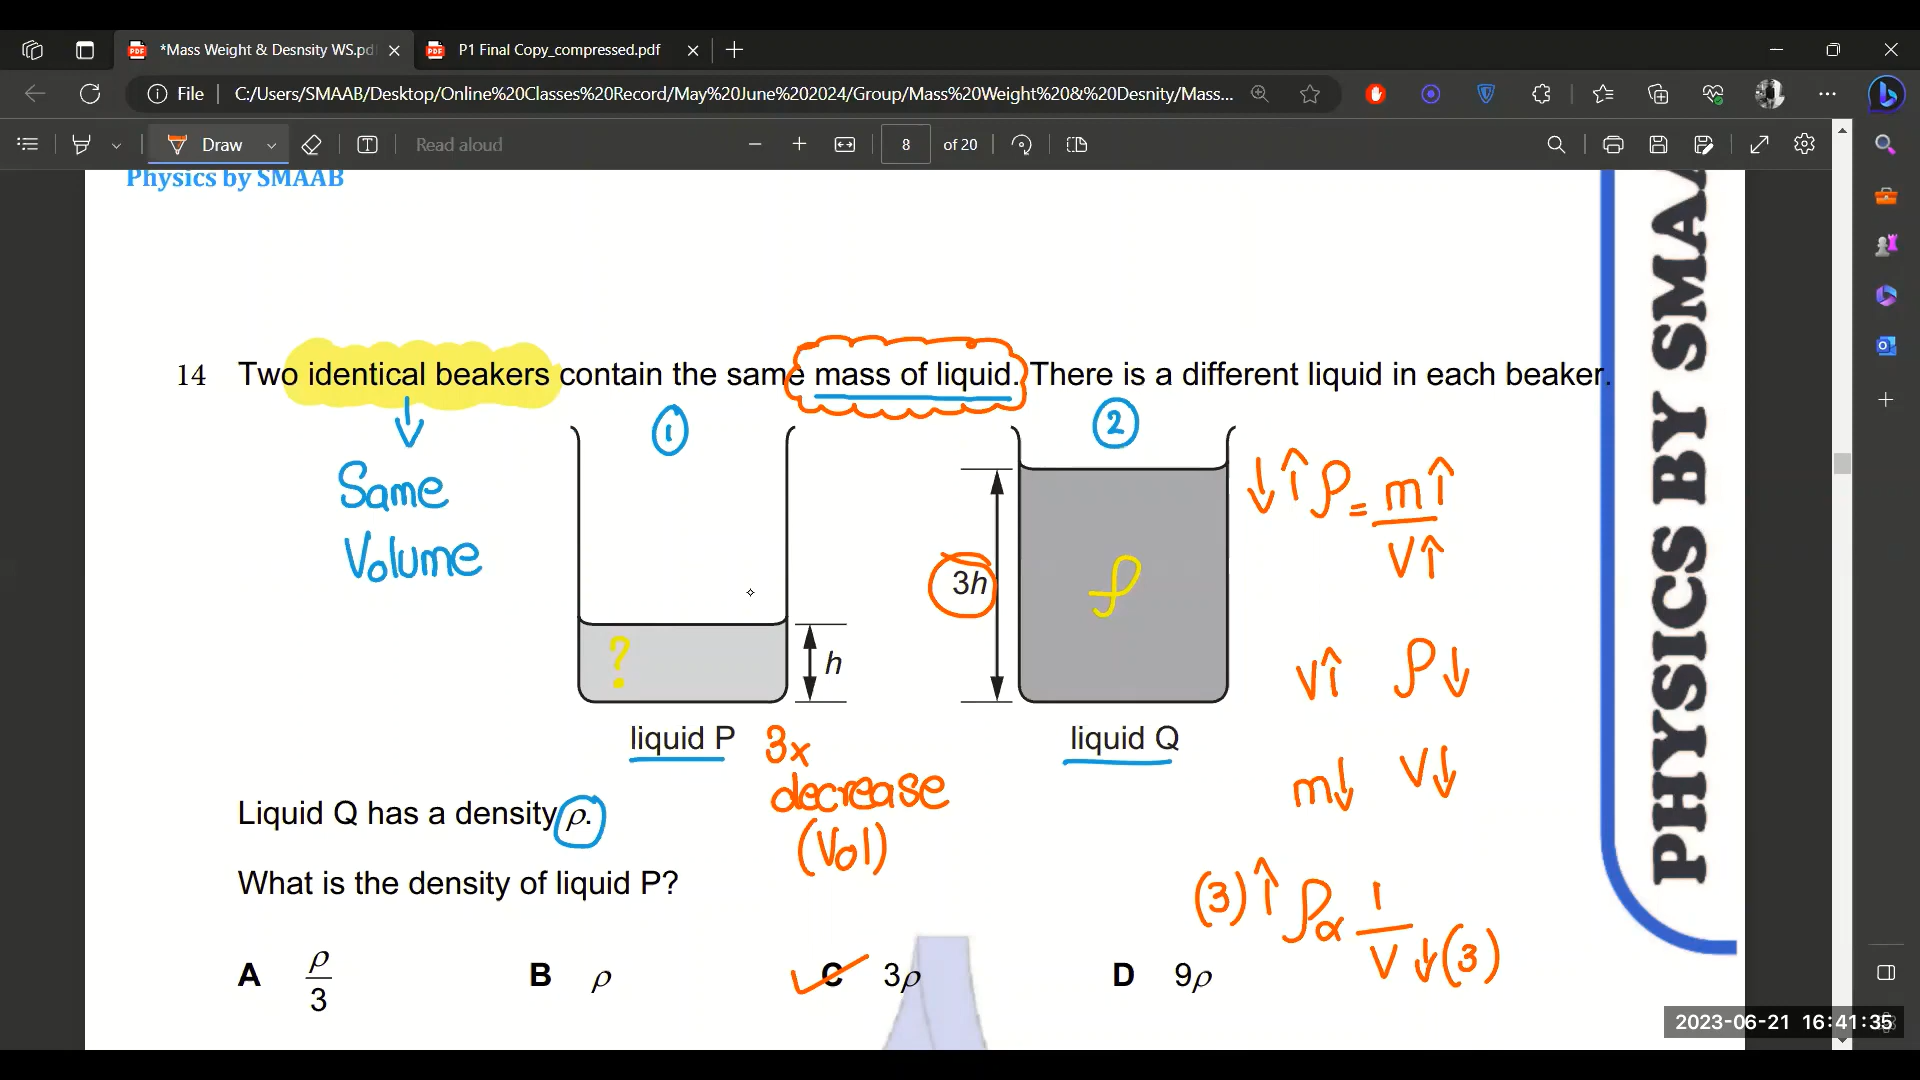 *Mass Weight & Desnsity WS.pd
P1 Final Copy_compressed.pdf
File
C:/Users/SMAAB/Desktop/Online%20Classes%20Record/May%20June%202024/Group/Mass%20Weight%20&%20Desnity/Mass...
Draw
Read aloud
8 of 20
Physics by SMAAB
PHYSICS BY SMAA
14 Two identical beakers contain the same mass of liquid. There is a different liquid in each beaker.
1
2
Same
Volume
↓↑ρ = m↑
V↑
3h
ρ
?
h
V↑ ρ↓
liquid P
liquid Q
3x
decrease
(Vol)
m↓ V↓
Liquid Q has a density ρ.
What is the density of liquid P?
(3)↑ ρ α 1
V↓(3)
A ρ
3
B ρ
C 3ρ
D 9ρ
2023-06-21 16:41:35